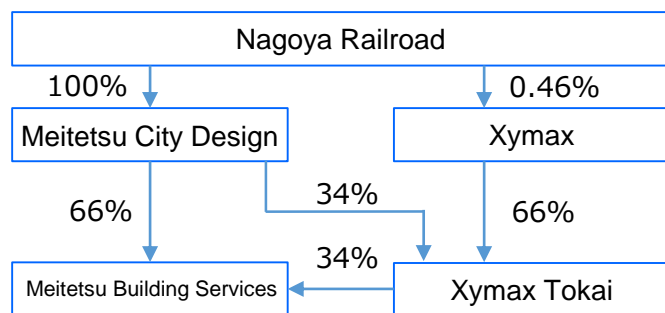 Nagoya Railroad
100%
0.46%
Meitetsu City Design
Xymax
66%
34%
66%
34%
Meitetsu Building Services
Xymax Tokai